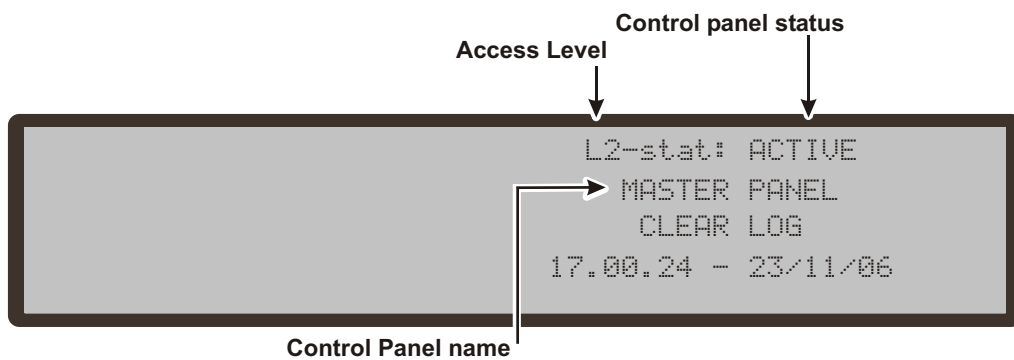 Control panel status
Access Level
L2-stat: ACTIVE
MASTER PANEL
CLEAR LOG
17.00.24 - 23/11/06
Control Panel name